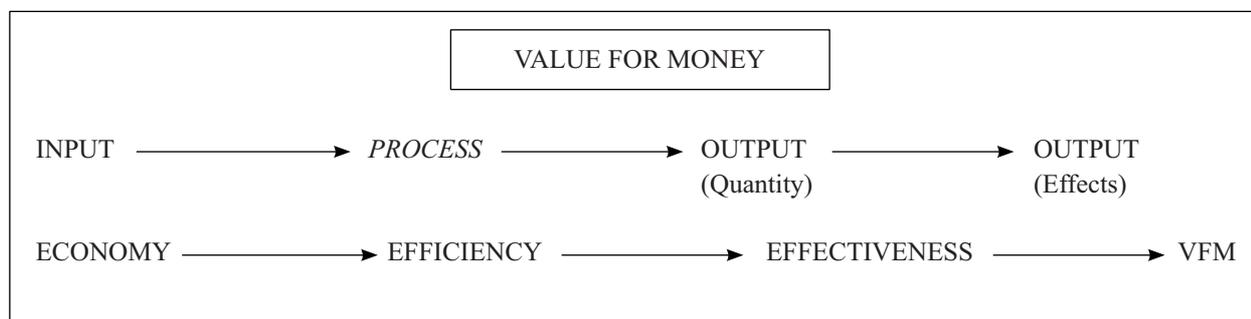 VALUE FOR MONEY
INPUT PROCESS OUTPUT OUTPUT
(Quantity) (Effects)
ECONOMY EFFICIENCY EFFECTIVENESS VFM